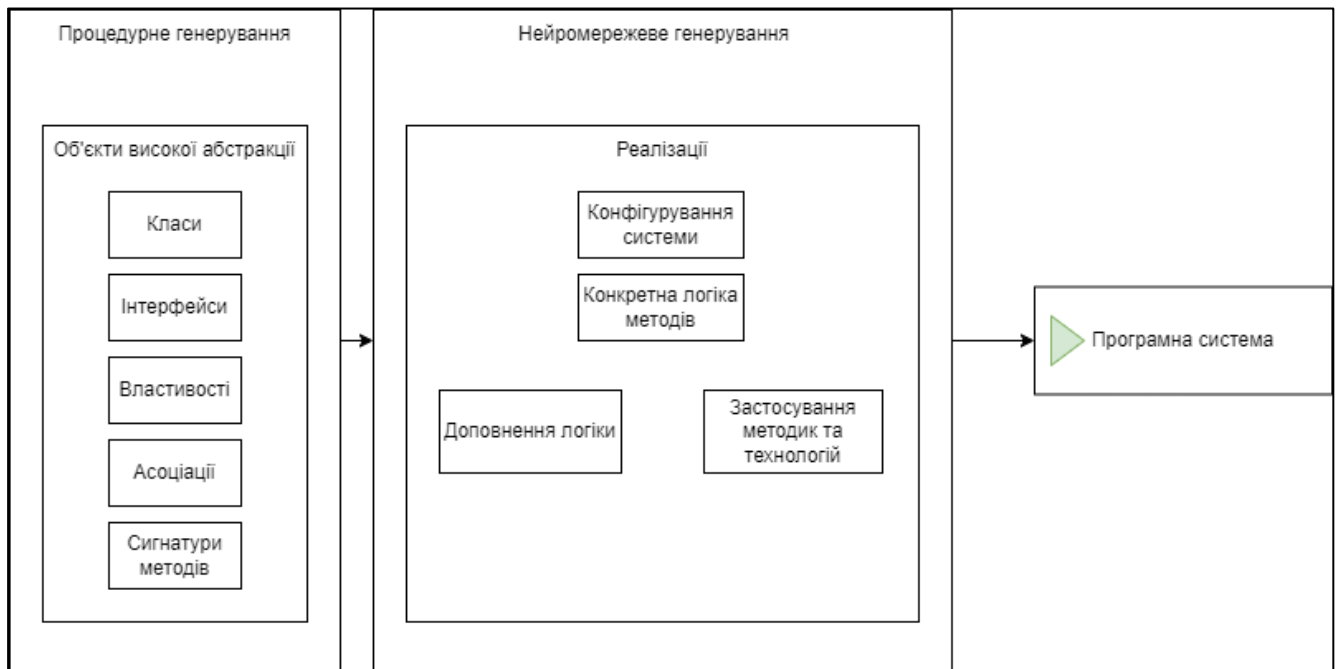 Процедурне генерування
Об'єкти високої абстракції
Класи
Інтерфейси
Властивості
Асоціації
Сигнатури
методів
Нейромережеве генерування
Реалізації
Конфігурування
системи
Конкретна логіка
методів
Доповнення логіки
Застосування
методик та
технологій
Програмна система